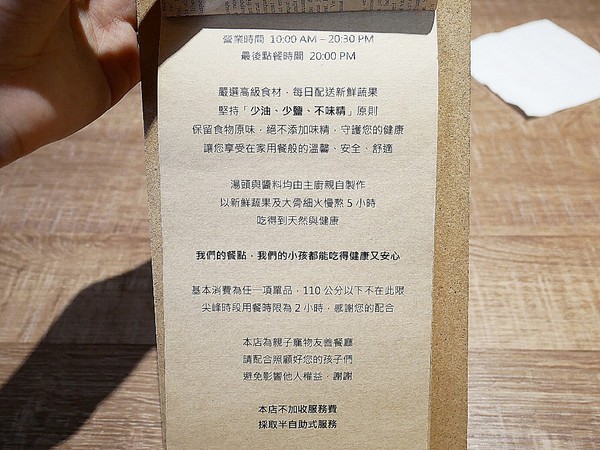 營業時間 10:00 AM – 20:30 PM
最後點餐時間 20:00 PM
嚴選高級食材，每日配送新鮮蔬果
堅持「少油、少鹽、不味精」原則
保留食物原味，絕不添加味精，守護您的健康
讓您享受在家用餐般的溫馨、安全、舒適
湯頭與醬料均由主廚親自製作
以新鮮蔬果及大骨細火慢熬 5 小時
吃得到天然與健康
我們的餐點，我們的小孩都能吃得健康又安心
基本消費為任一項單品，110 公分以下不在此限
尖峰時段用餐時限為 2 小時，感謝您的配合
本店為親子寵物友善餐廳
請配合照顧好您的孩子們
避免影響他人權益，謝謝
本店不加收服務費
採取半自助式服務